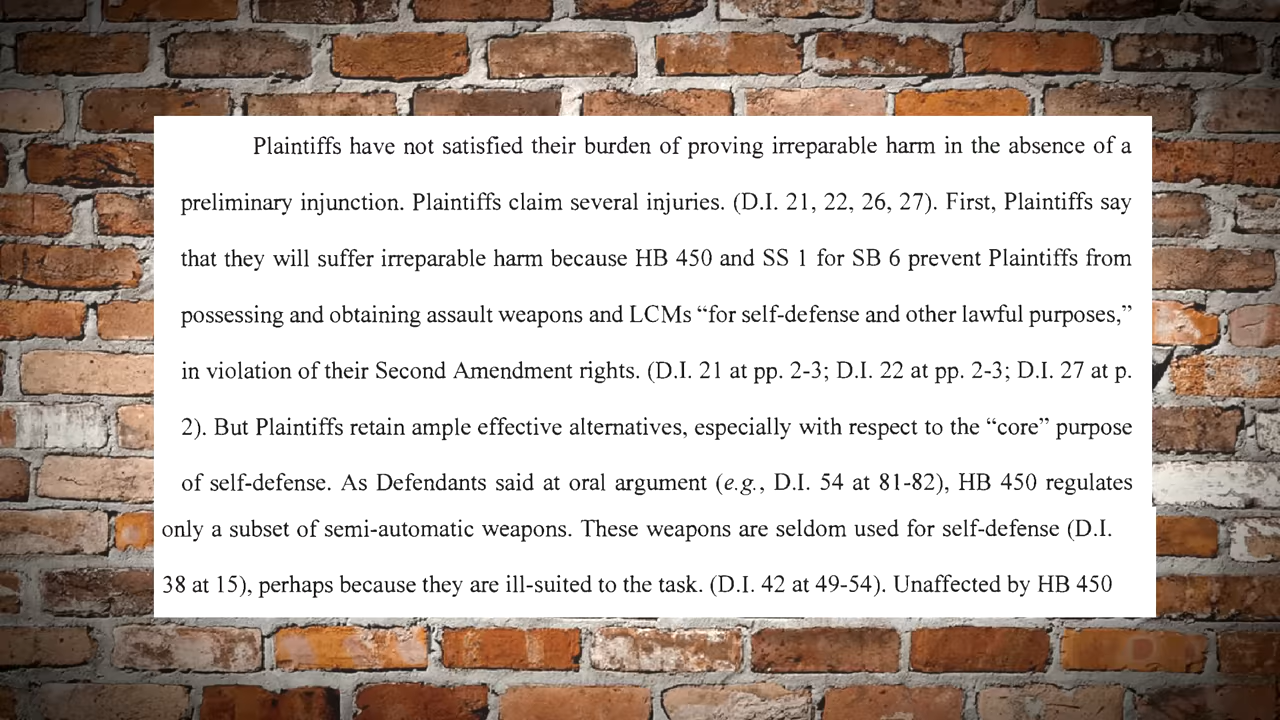 Plaintiffs have not satisfied their burden of proving irreparable harm in the absence of a
preliminary injunction. Plaintiffs claim several injuries. (D.I. 21, 22, 26, 27). First, Plaintiffs say
that they will suffer irreparable harm because HB 450 and SS 1 for SB 6 prevent Plaintiffs from
possessing and obtaining assault weapons and LCMs “for self-defense and other lawful purposes,”
in violation of their Second Amendment rights. (D.I. 21 at pp. 2-3; D.I. 22 at pp. 2-3; D.I. 27 at p.
2). But Plaintiffs retain ample effective alternatives, especially with respect to the “core” purpose
of self-defense. As Defendants said at oral argument (e.g., D.I. 54 at 81-82), HB 450 regulates
only a subset of semi-automatic weapons. These weapons are seldom used for self-defense (D.I.
38 at 15), perhaps because they are ill-suited to the task. (D.I. 42 at 49-54). Unaffected by HB 450